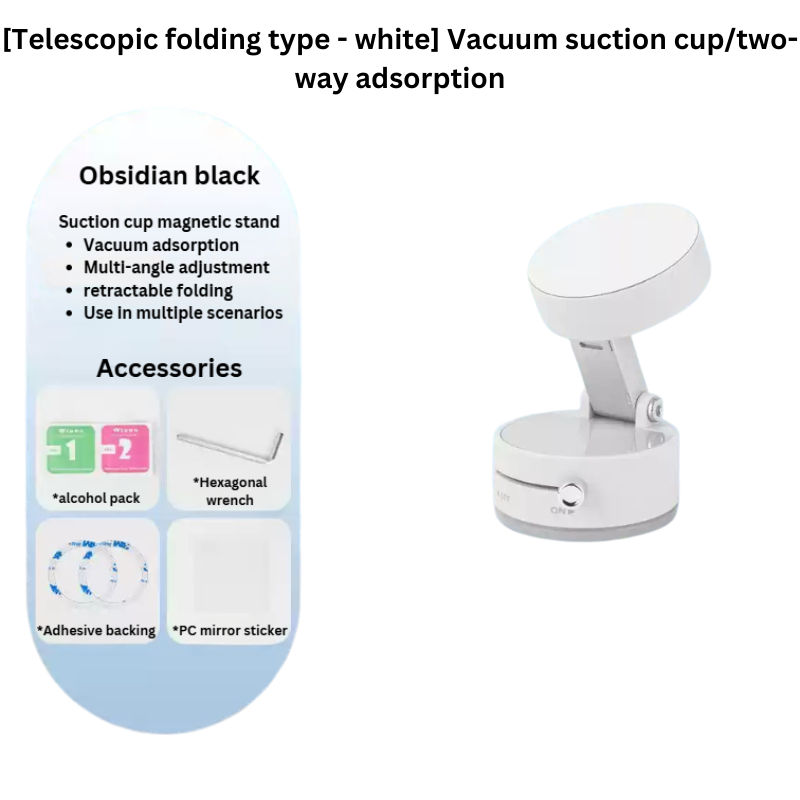 [Telescopic folding type - white] Vacuum suction cup/two-
way adsorption
Obsidian black
Suction cup magnetic stand
• Vacuum adsorption
• Multi-angle adjustment
• retractable folding
• Use in multiple scenarios
Accessories
1
2
*alcohol pack
*Hexagonal
wrench
*Adhesive backing
*PC mirror sticker
ON